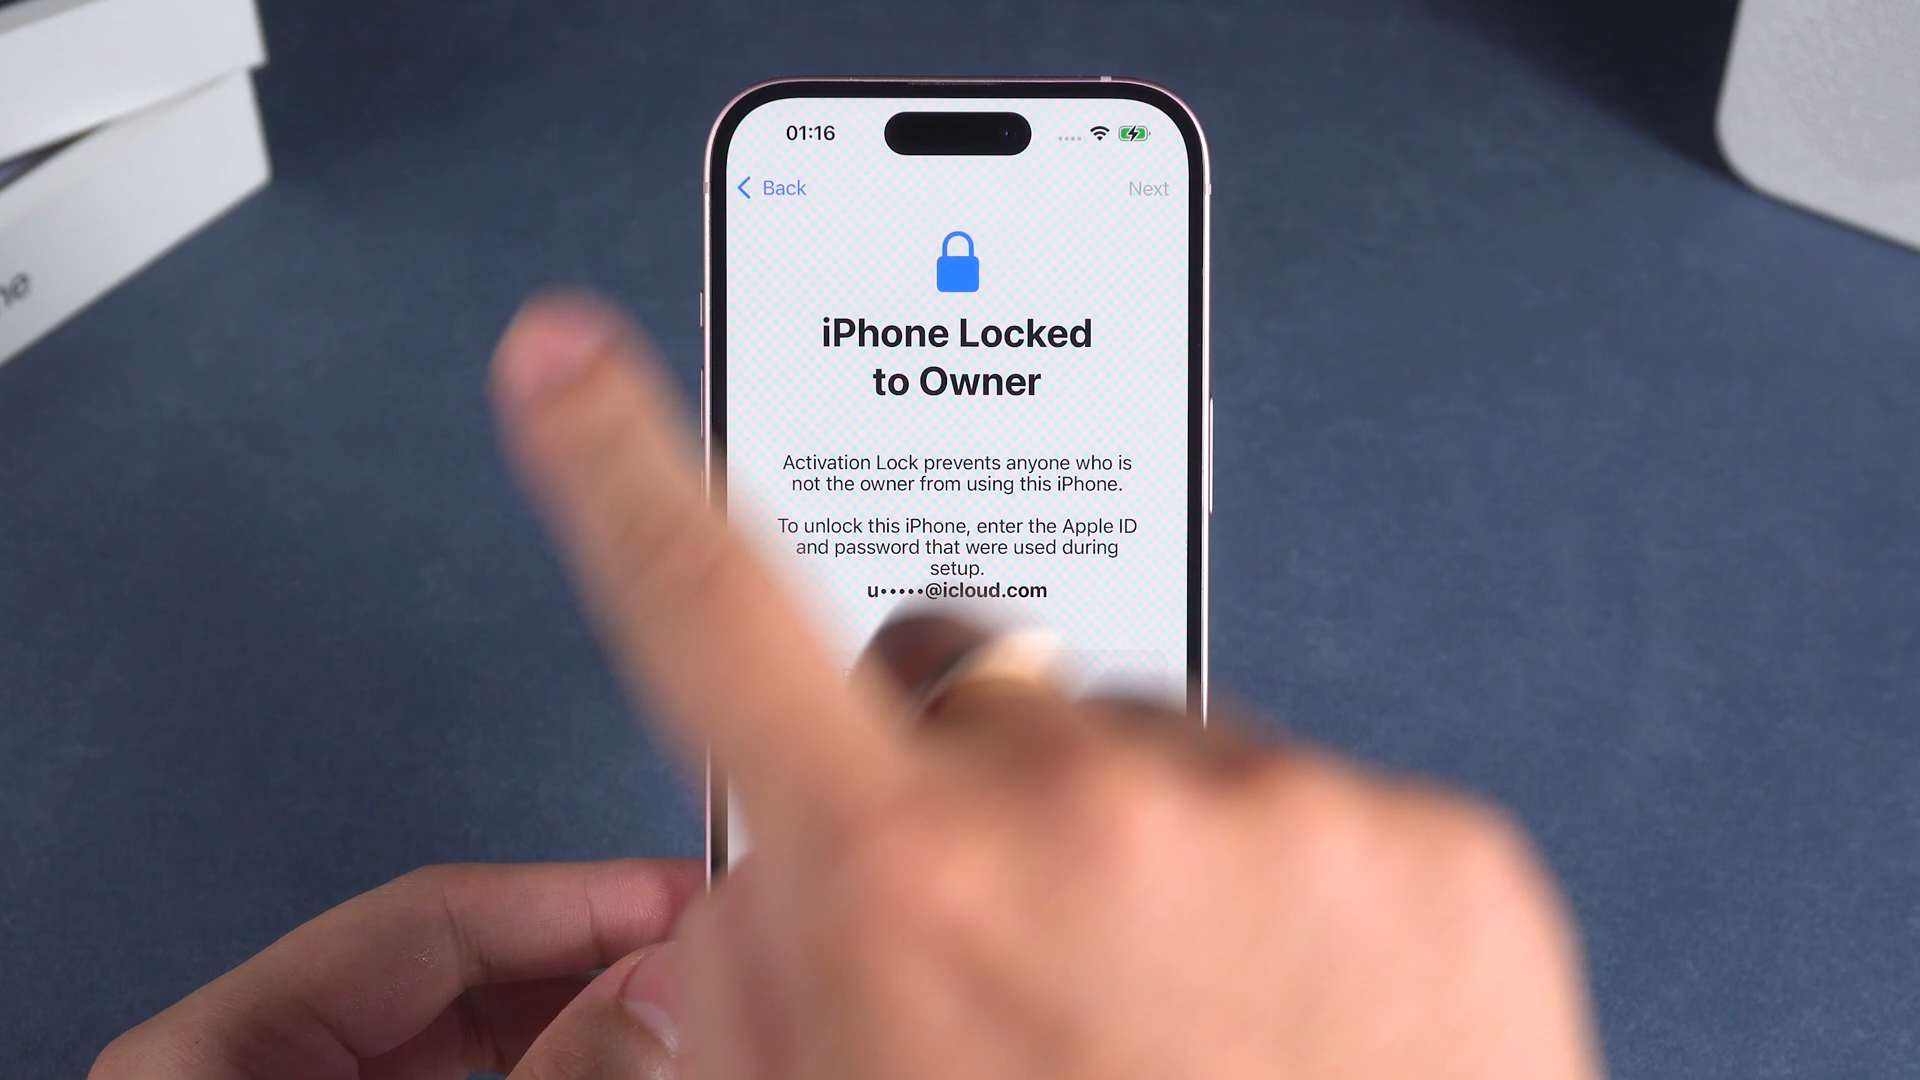 01:16
Back
Next
iPhone Locked
to Owner
Activation Lock prevents anyone who is
not the owner from using this iPhone.
To unlock this iPhone, enter the Apple ID
and password that were used during
setup.
u•••••@icloud.com
ne